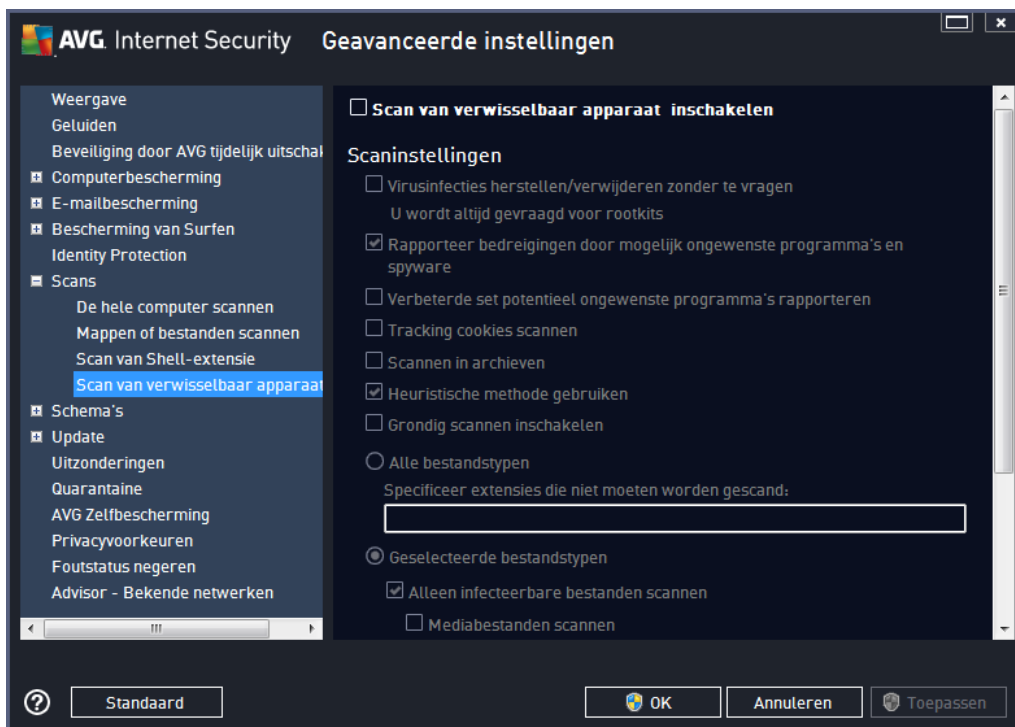 AVG. Internet Security Geavanceerde instellingen
Weergave
Geluiden
Beveiliging door AVG tijdelijk uitschak
Computerbescherming
E-mailbescherming
Bescherming van Surfen
Identity Protection
Scans
De hele computer scannen
Mappen of bestanden scannen
Scan van Shell-extensie
Scan van verwisselbaar apparaat
Schema's
Update
Uitzonderingen
Quarantaine
AVG Zelfbescherming
Privacyvoorkeuren
Foutstatus negeren
Advisor - Bekende netwerken
Scan van verwisselbaar apparaat inschakelen
Scaninstellingen
Virusinfecties herstellen/verwijderen zonder te vragen
U wordt altijd gevraagd voor rootkits
Rapporteer bedreigingen door mogelijk ongewenste programma's en
spyware
Verbeterde set potentieel ongewenste programma's rapporteren
Tracking cookies scannen
Scannen in archieven
Heuristische methode gebruiken
Grondig scannen inschakelen
Alle bestandstypen
Specificeer extensies die niet moeten worden gescand:
Geselecteerde bestandstypen
Alleen infecteerbare bestanden scannen
Mediabestanden scannen
Standaard
OK
Annuleren
Toepassen